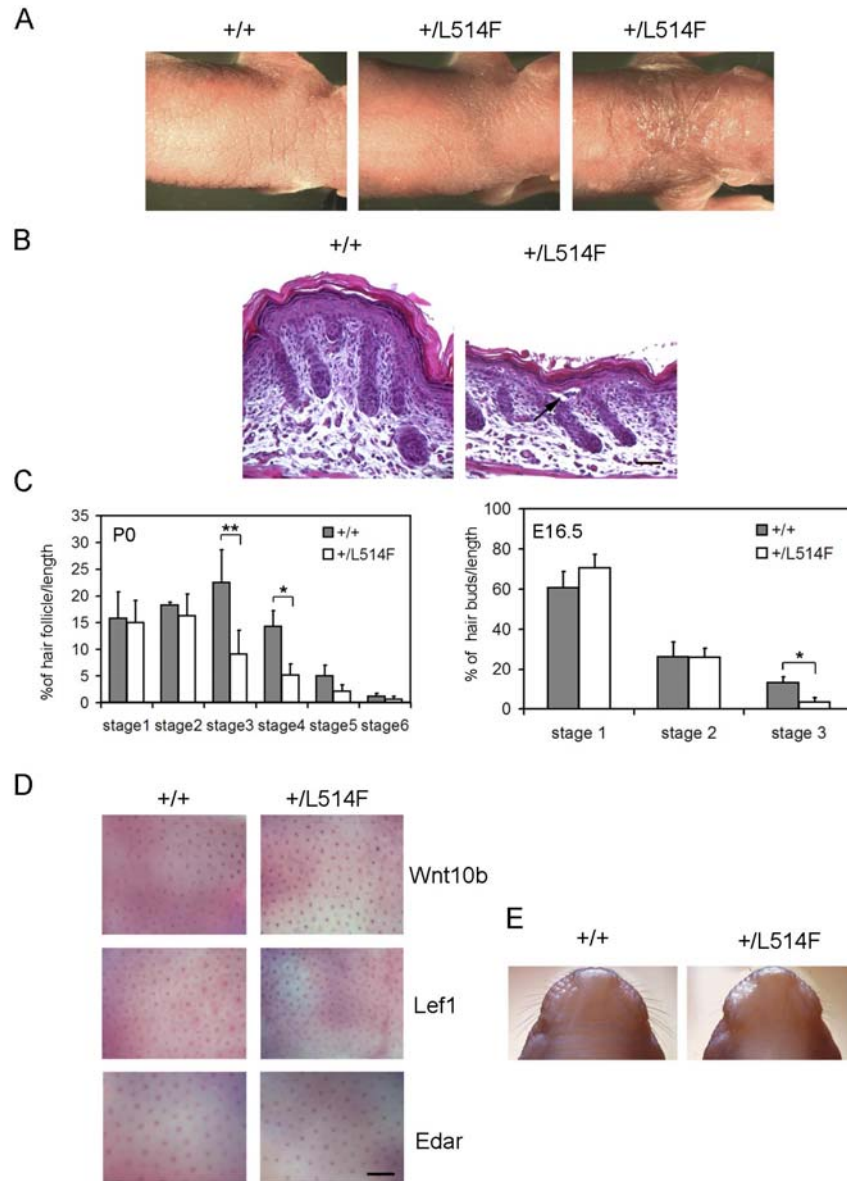 A
+/+ +/L514F +/L514F
B
+/+ +/L514F
C
%of hair follicle/length
35
30
25
20
15
10
5
0
P0
+/+
+/L514F
**
*
stage1 stage2 stage3 stage4 stage5 stage6
% of hair buds/length
100
80
60
40
20
0
E16.5
+/+
+/L514F
*
stage 1 stage 2 stage 3
D
+/+ +/L514F
Wnt10b
Lef1
Edar
E
+/+ +/L514F